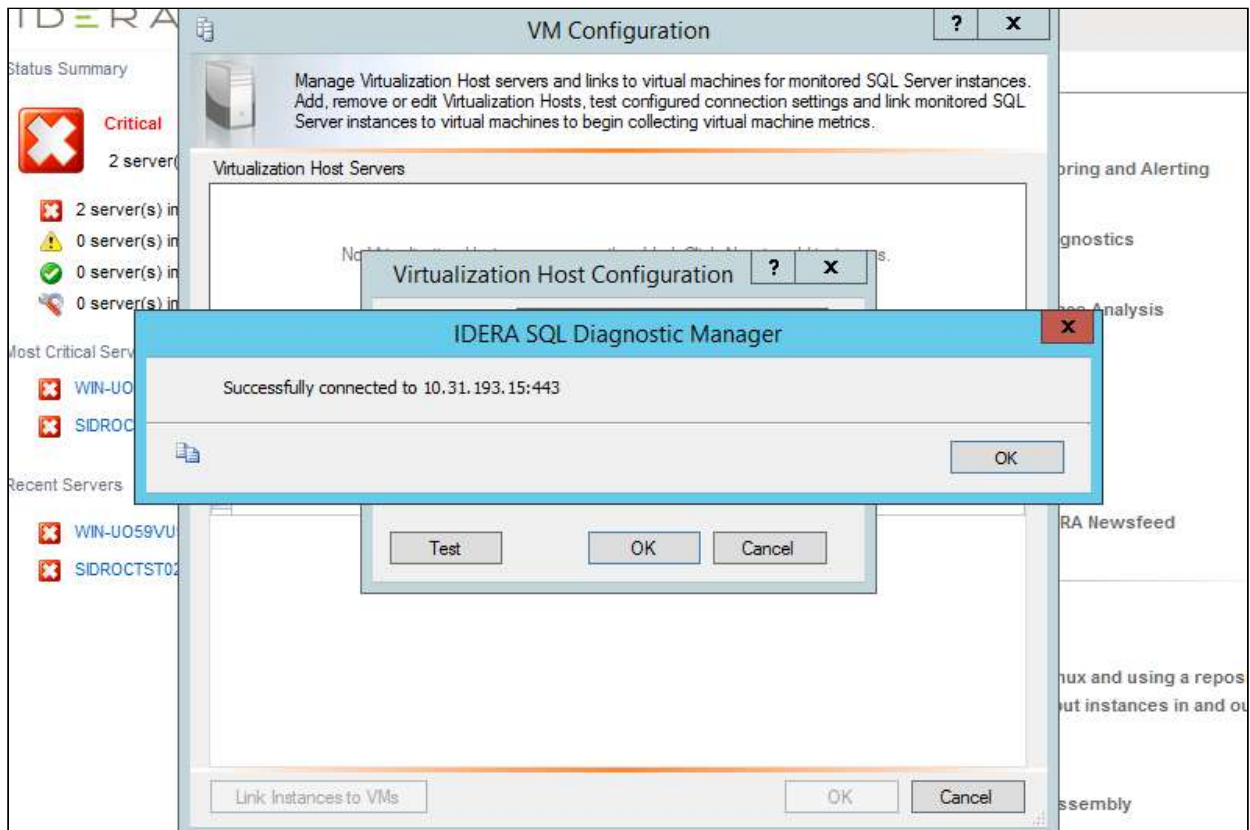 IDERA
Status Summary
Critical
2 server(
2 server(s) in
0 server(s) in
0 server(s) in
0 server(s) in
Most Critical Serv
WIN-UO
SIDROC
Recent Servers
WIN-UO59VU
SIDROCTST02
VM Configuration
? x
Manage Virtualization Host servers and links to virtual machines for monitored SQL Server instances.
Add, remove or edit Virtualization Hosts, test configured connection settings and link monitored SQL
Server instances to virtual machines to begin collecting virtual machine metrics.
Virtualization Host Servers
No
s.
Virtualization Host Configuration
? x
IDERA SQL Diagnostic Manager
x
Successfully connected to 10.31.193.15:443
OK
Test
OK
Cancel
Link Instances to VMs
OK
Cancel
oring and Alerting
gnostics
Analysis
RA Newsfeed
nux and using a repos
out instances in and ou
ssembly